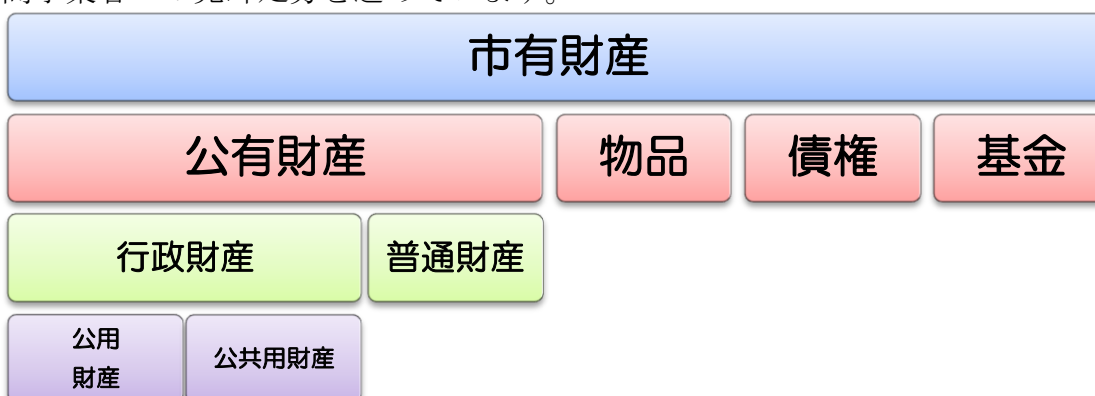 市有財産
公有財産 物品 債権 基金
行政財産 普通財産
公用
財産
公共用財産